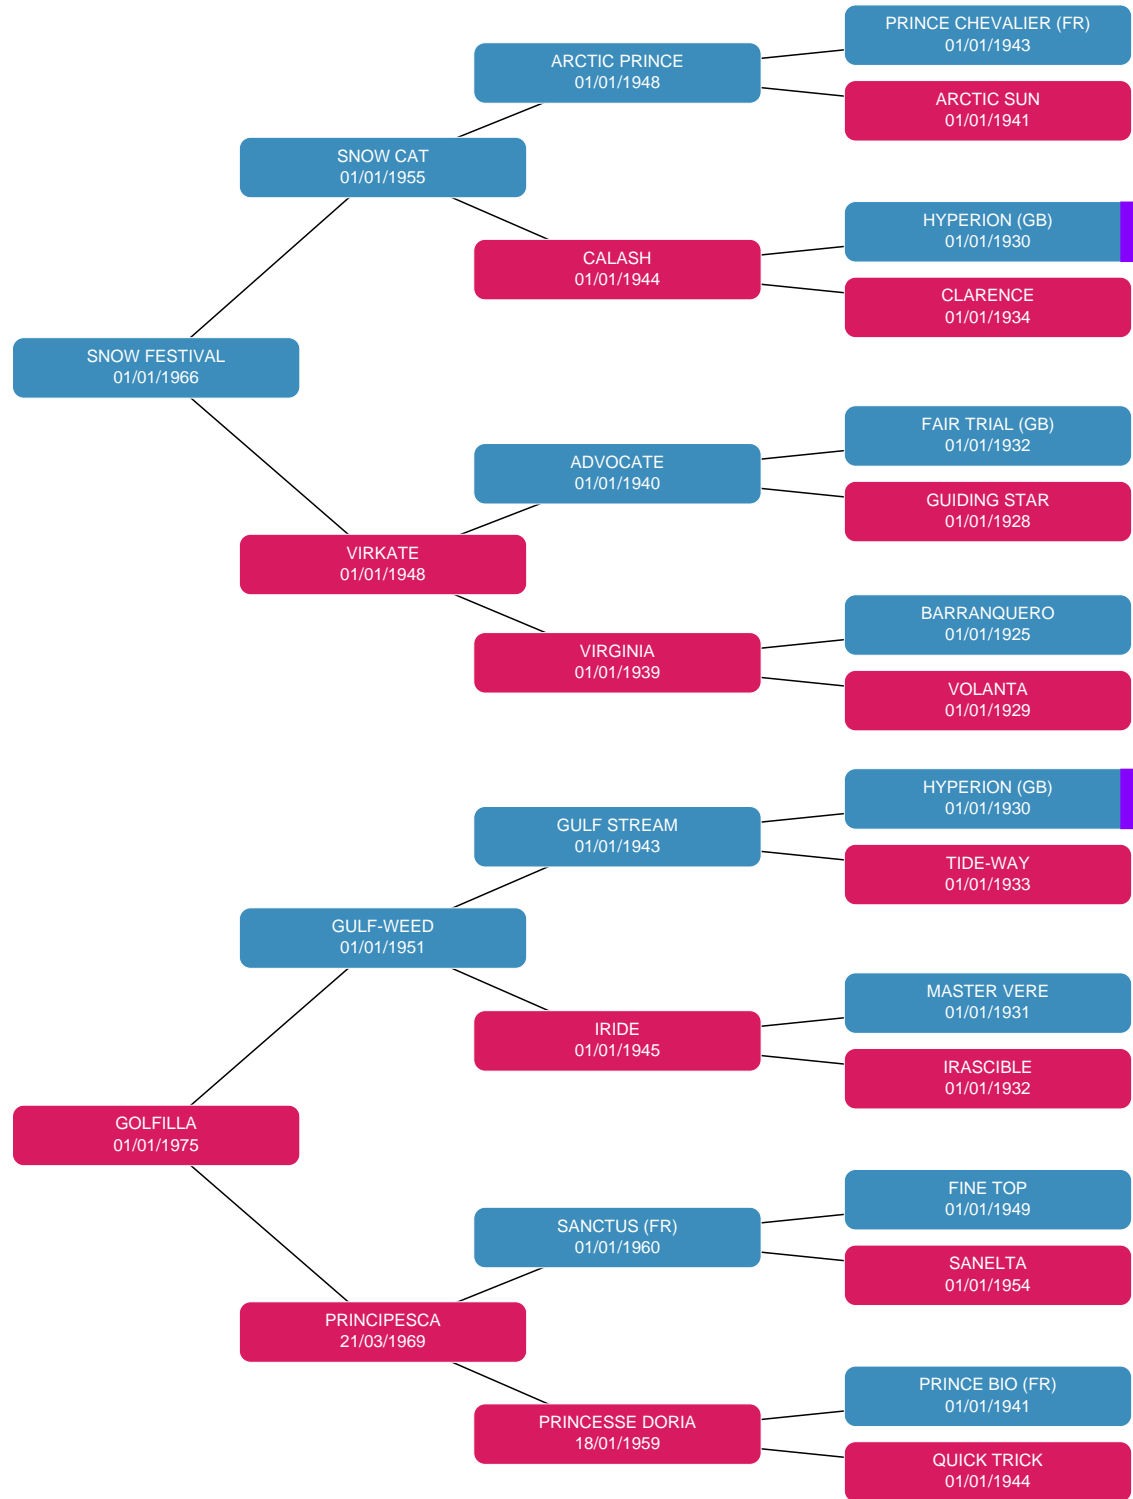 PRINCE CHEVALIER (FR)
01/01/1943
ARCTIC PRINCE
01/01/1948
ARCTIC SUN
01/01/1941
SNOW CAT
01/01/1955
HYPERION (GB)
01/01/1930
CALASH
01/01/1944
CLARENCE
01/01/1934
SNOW FESTIVAL
01/01/1966
FAIR TRIAL (GB)
01/01/1932
ADVOCATE
01/01/1940
GUIDING STAR
01/01/1928
VIRKATE
01/01/1948
BARRANQUERO
01/01/1925
VIRGINIA
01/01/1939
VOLANTA
01/01/1929
HYPERION (GB)
01/01/1930
GULF STREAM
01/01/1943
TIDE-WAY
01/01/1933
GULF-WEED
01/01/1951
MASTER VERE
01/01/1931
IRIDE
01/01/1945
IRASCIBLE
01/01/1932
GOLFILLA
01/01/1975
FINE TOP
01/01/1949
SANCTUS (FR)
01/01/1960
SANELTA
01/01/1954
PRINCIPESCA
21/03/1969
PRINCE BIO (FR)
01/01/1941
PRINCESSE DORIA
18/01/1959
QUICK TRICK
01/01/1944